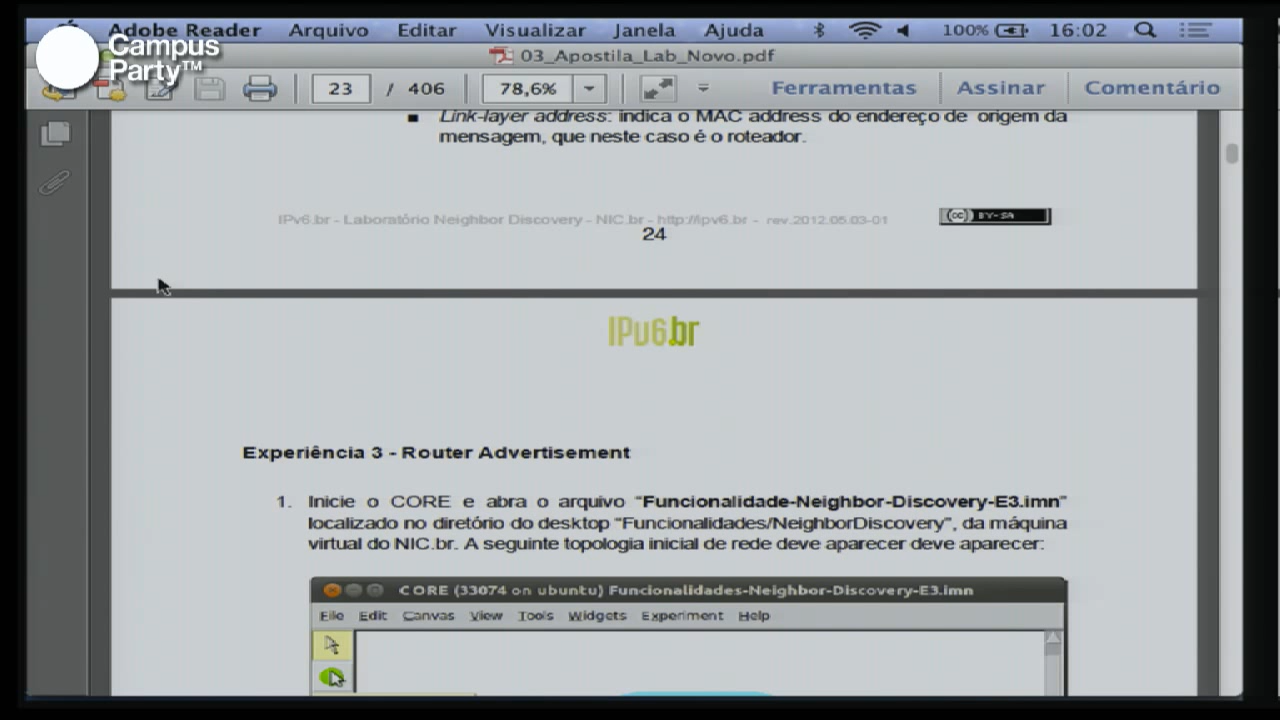 Adobe Reader Arquivo Editar Visualizar Janela Ajuda 100% 16:02
Campus
Party™
03_Apostila_Lab_Novo.pdf
23 / 406 78,6% Ferramentas Assinar Comentário
Link-layer address: indica o MAC address do endereço de origem da
mensagem, que neste caso é o roteador.
IPv6.br - Laboratório Neighbor Discovery - NIC.br - http://ipv6.br - rev.2012.05.03-01
cc BY-SA
24
IPv6.br
Experiência 3 - Router Advertisement
1. Inicie o CORE e abra o arquivo “Funcionalidade-Neighbor-Discovery-E3.imn”
localizado no diretório do desktop “Funcionalidades/NeighborDiscovery”, da máquina
virtual do NIC.br. A seguinte topologia inicial de rede deve aparecer deve aparecer:
CORE (33074 on ubuntu) Funcionalidades-Neighbor-Discovery-E3.imn
File Edit Canvas View Tools Widgets Experiment Help